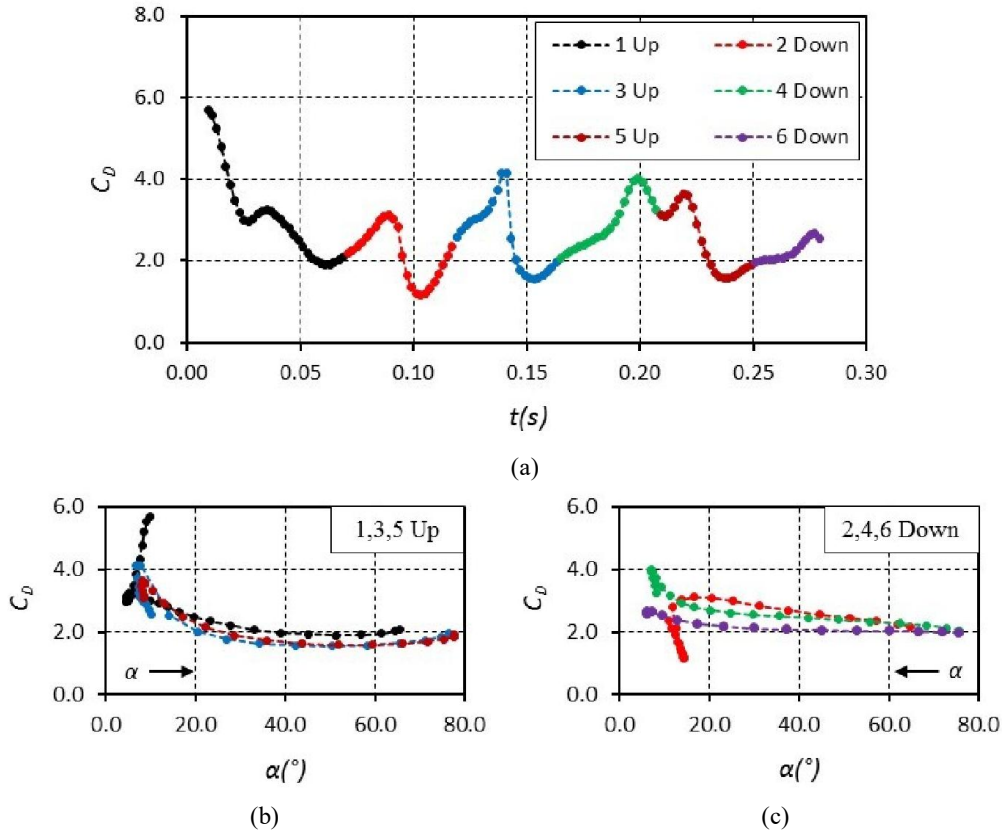 8.0
6.0
4.0
2.0
0.0
C_D
1 Up 2 Down
3 Up 4 Down
5 Up 6 Down
0.00 0.05 0.10 0.15 0.20 0.25 0.30
t(s)
(a)
6.0
4.0
2.0
0.0
C_D
1,3,5 Up
α
0.0 20.0 40.0 60.0 80.0
α(°)
(b)
6.0
4.0
2.0
0.0
C_D
2,4,6 Down
α
0.0 20.0 40.0 60.0 80.0
α(°)
(c)